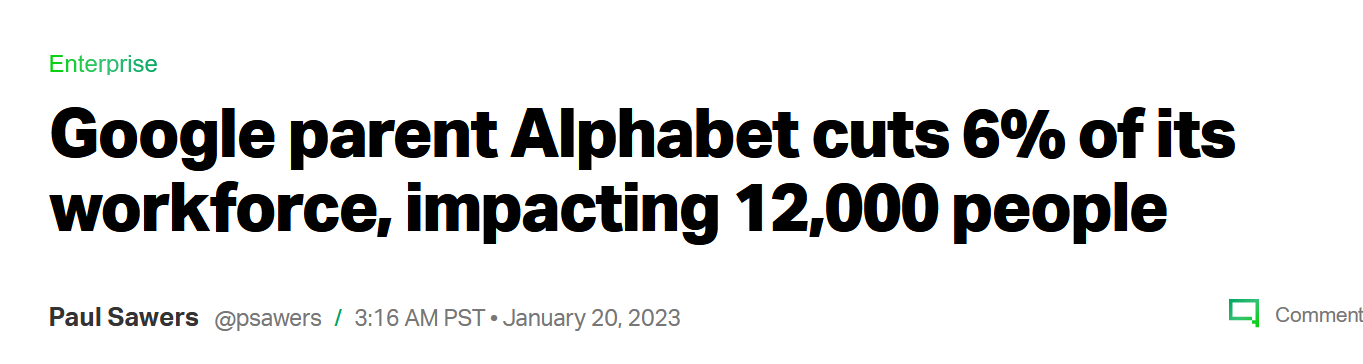 Enterprise
Google parent Alphabet cuts 6% of its
workforce, impacting 12,000 people
Paul Sawers @psawers / 3:16 AM PST • January 20, 2023
Comment